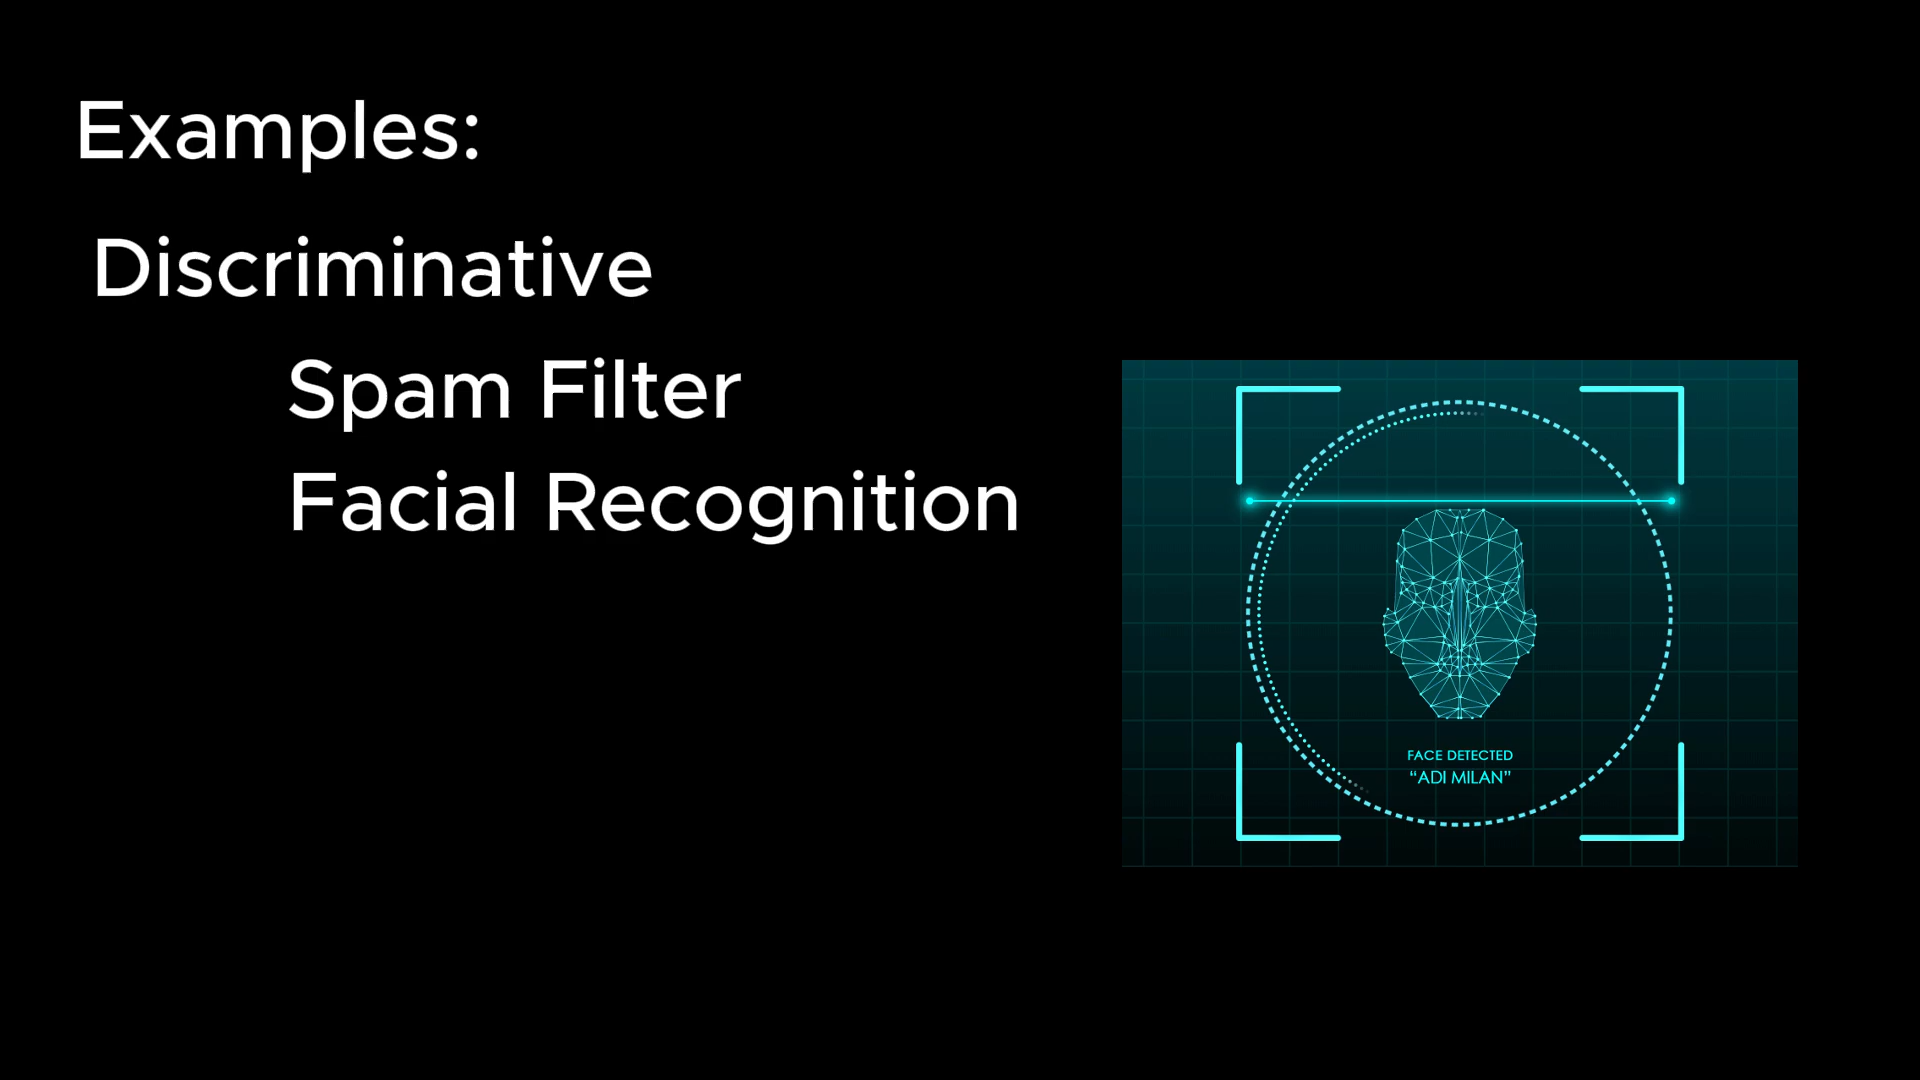 Examples:
Discriminative
Spam Filter
Facial Recognition
FACE DETECTED
“ADI MILAN”